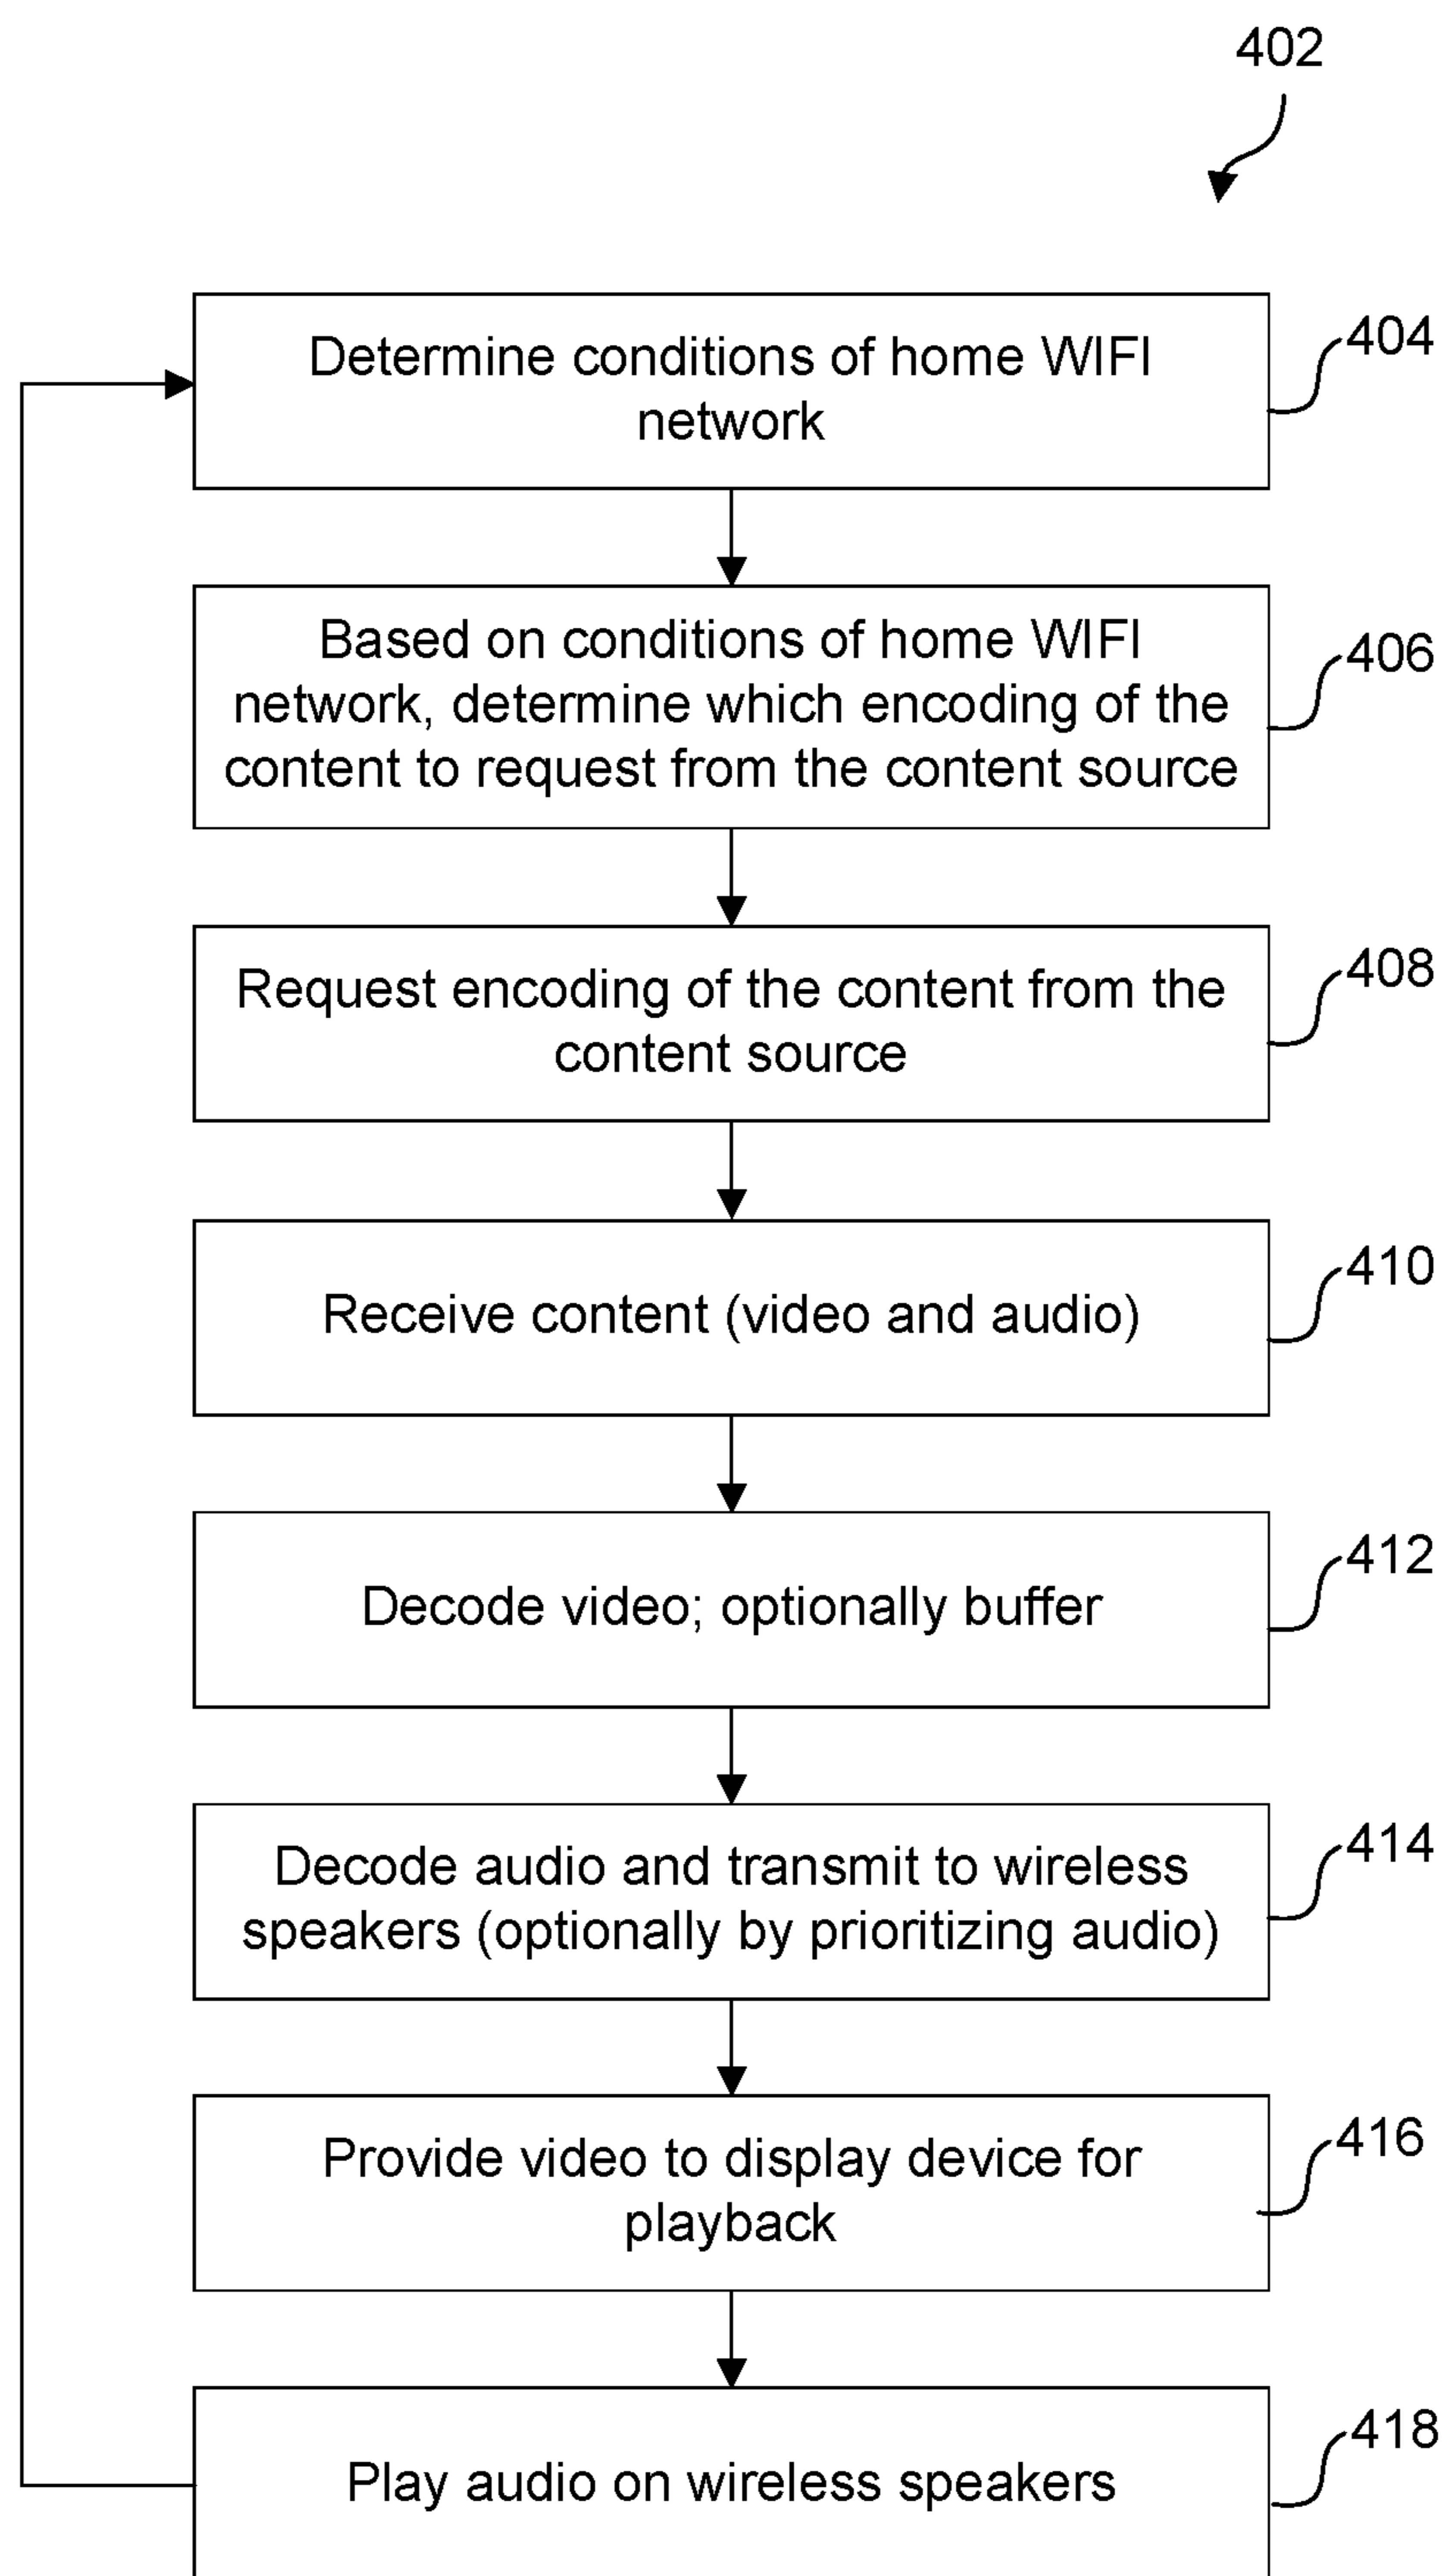 402
Determine conditions of home WIFI
network
404
Based on conditions of home WIFI
network, determine which encoding of the
content to request from the content source
406
Request encoding of the content from the
content source
408
Receive content (video and audio)
410
Decode video; optionally buffer
412
Decode audio and transmit to wireless
speakers (optionally by prioritizing audio)
414
Provide video to display device for
playback
416
Play audio on wireless speakers
418